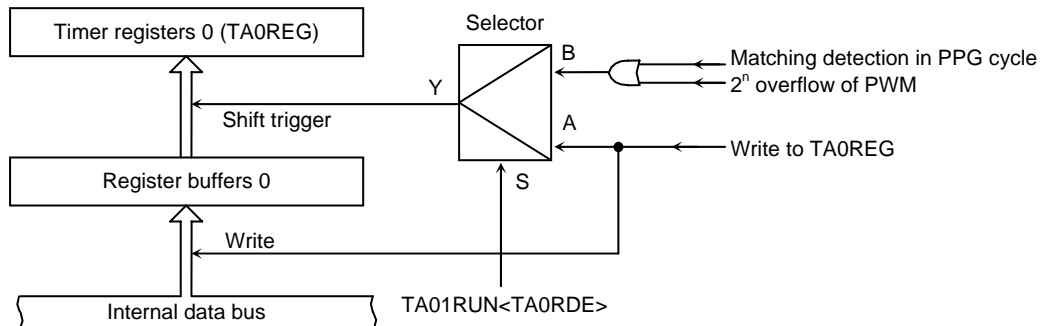 Selector
Timer registers 0 (TA0REG)
B
Matching detection in PPG cycle
Y
2ⁿ overflow of PWM
Shift trigger
A
Write to TA0REG
Register buffers 0
S
Write
TA01RUN<TA0RDE>
Internal data bus